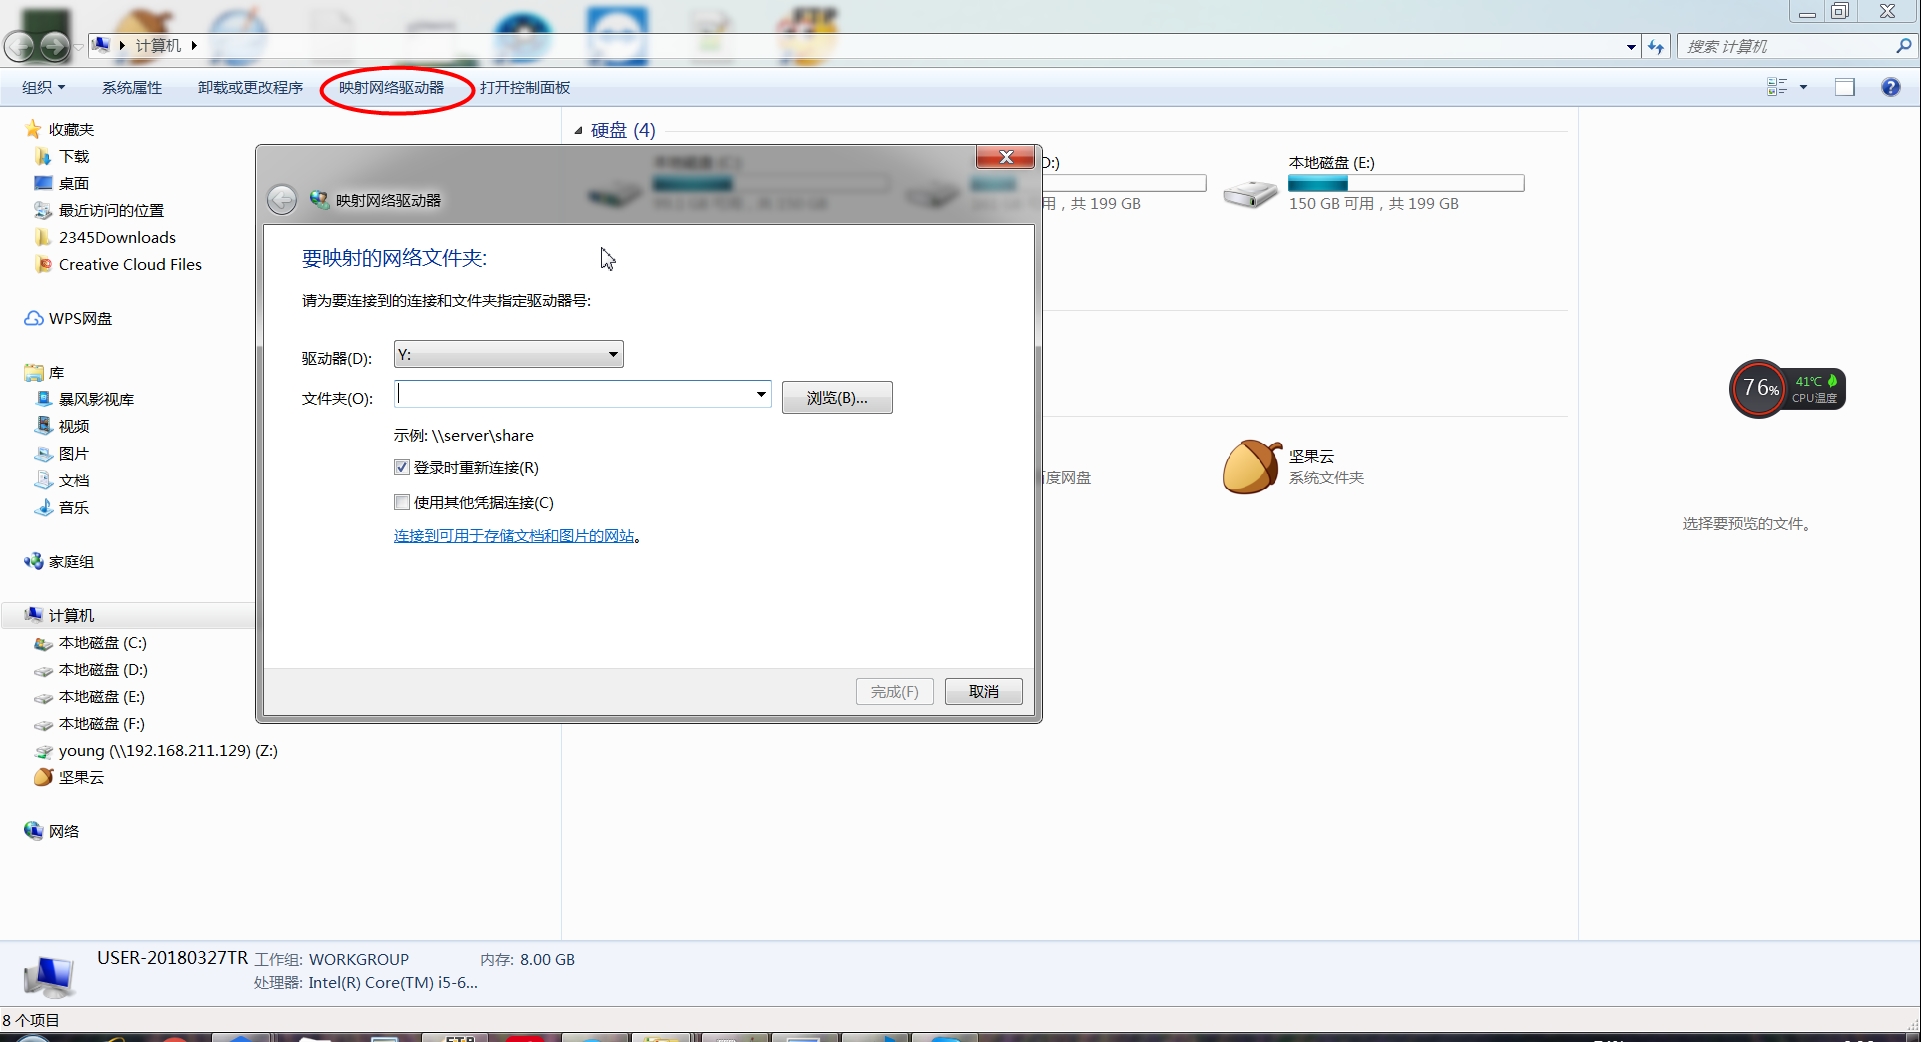 FTP
计算机
搜索 计算机
组织
系统属性
卸载或更改程序
映射网络驱动器
打开控制面板
收藏夹
下载
桌面
最近访问的位置
2345Downloads
Creative Cloud Files
WPS网盘
库
暴风影视库
视频
图片
文档
音乐
家庭组
计算机
本地磁盘 (C:)
本地磁盘 (D:)
本地磁盘 (E:)
本地磁盘 (F:)
young (\\192.168.211.129) (Z:)
坚果云
网络
硬盘 (4)
本地磁盘 (C:)
D:)
用，共 199 GB
本地磁盘 (E:)
150 GB 可用，共 199 GB
度网盘
坚果云
系统文件夹
映射网络驱动器
要映射的网络文件夹:
请为要连接到的连接和文件夹指定驱动器号:
驱动器(D):
Y:
文件夹(O):
浏览(B)...
示例: \\server\share
登录时重新连接(R)
使用其他凭据连接(C)
连接到可用于存储文档和图片的网站。
完成(F)
取消
76%
41℃
CPU温度
选择要预览的文件。
USER-20180327TR
工作组: WORKGROUP
内存: 8.00 GB
处理器: Intel(R) Core(TM) i5-6...
8 个项目